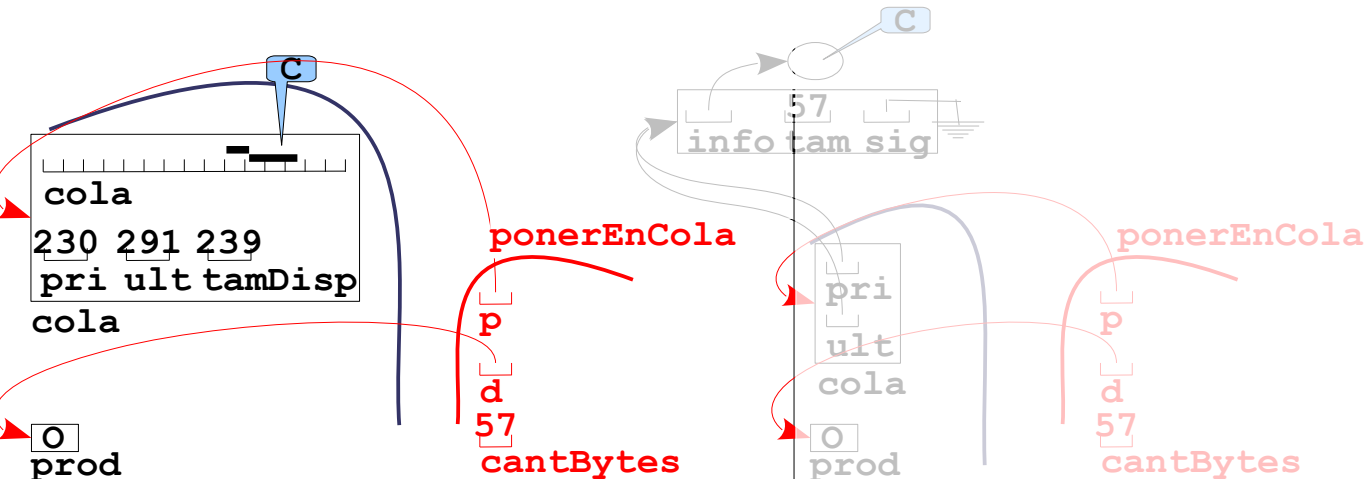 C
cola
230 291 239
pri ult tamDisp
cola
ponerEnCola
p
d
57
cantBytes
O
prod
C
57
info tam sig
pri
ult
cola
ponerEnCola
p
d
57
cantBytes
O
prod